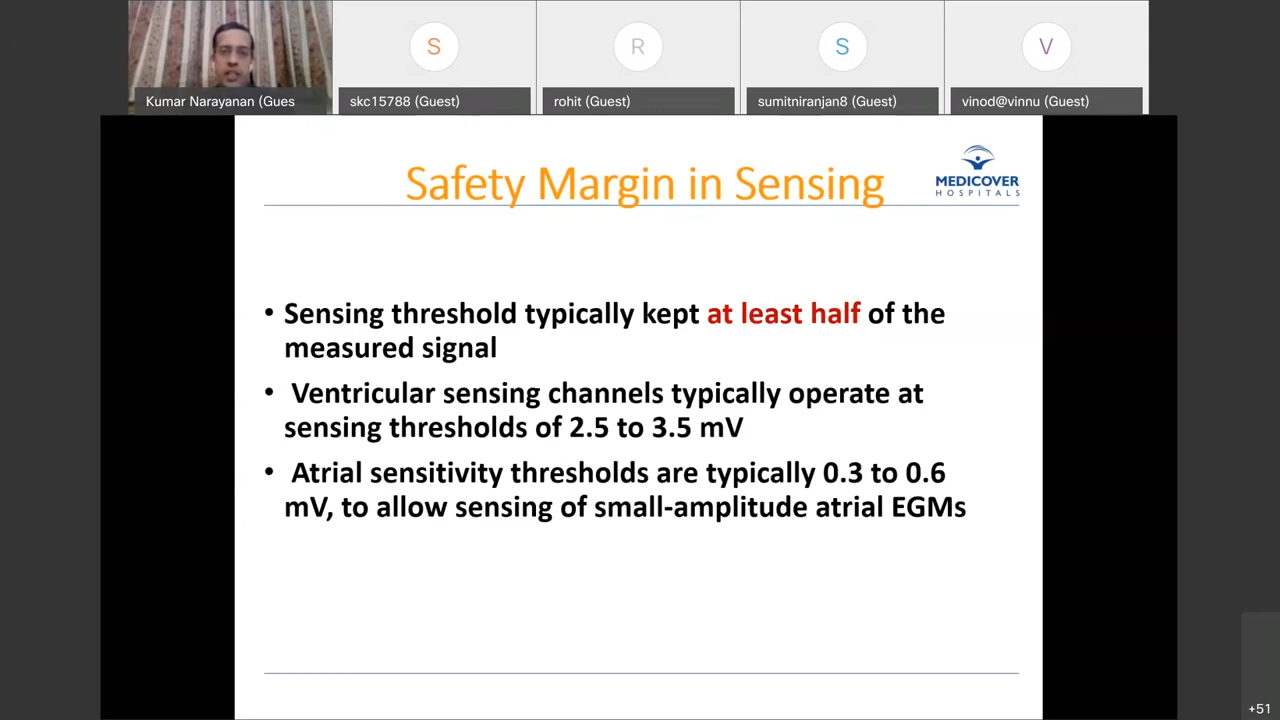 S
R
S
V
Kumar Narayanan (Gues
skc15788 (Guest)
rohit (Guest)
sumitniranjan8 (Guest)
vinod@vinnu (Guest)
Safety Margin in Sensing
MEDICOVER
HOSPITALS
• Sensing threshold typically kept at least half of the
measured signal
• Ventricular sensing channels typically operate at
sensing thresholds of 2.5 to 3.5 mV
• Atrial sensitivity thresholds are typically 0.3 to 0.6
mV, to allow sensing of small-amplitude atrial EGMs
+51